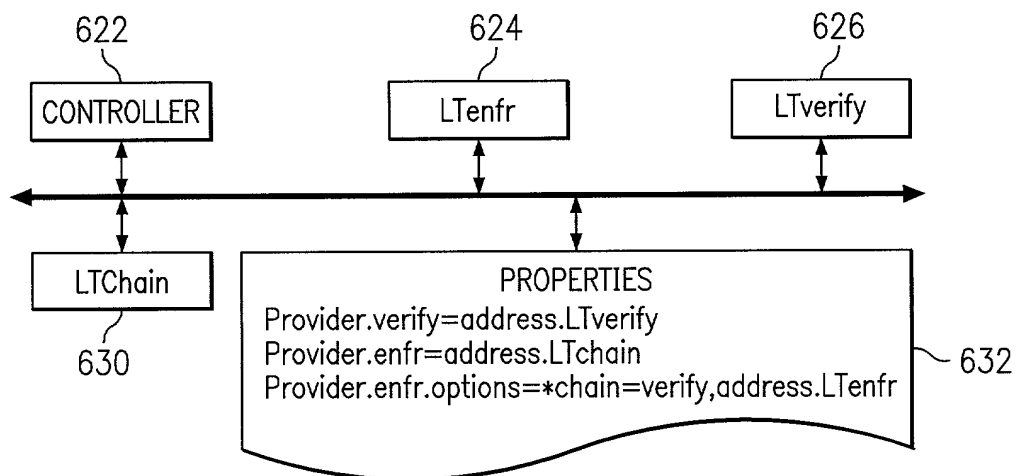 622
624
626
CONTROLLER
LTenfr
LTverify
LTChain
630
PROPERTIES
Provider.verify=address.LTverify
Provider.enfr=address.LTchain
Provider.enfr.options=*chain=verify,address.LTenfr
632